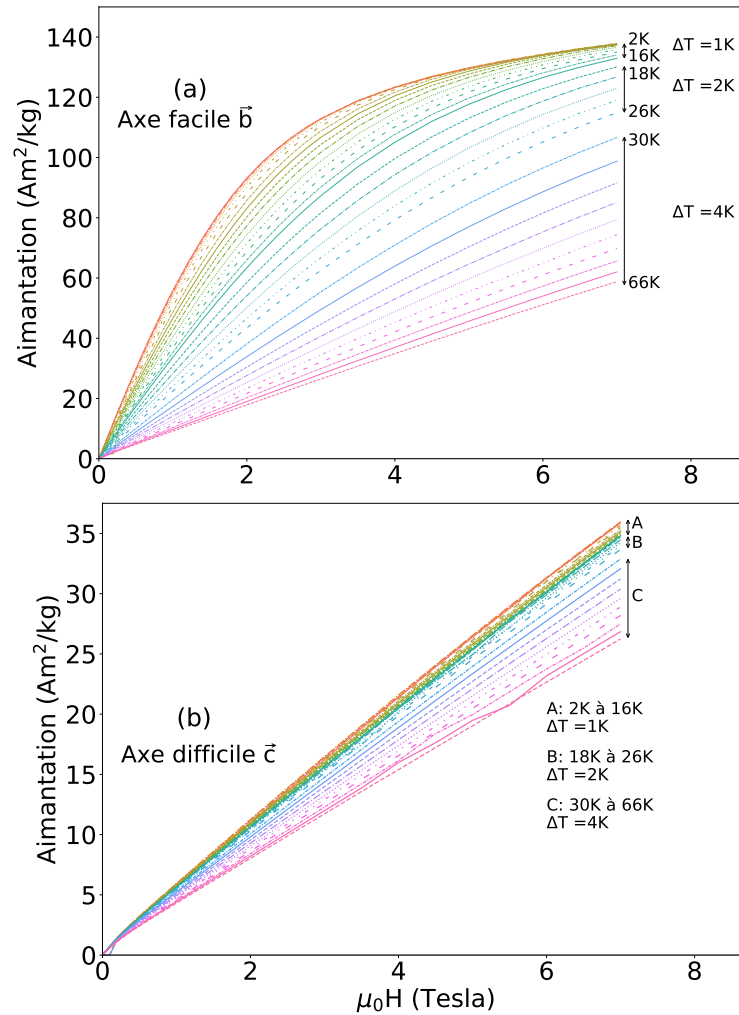 140
120
100
80
60
40
20
0
Aimantation (Am²/kg)
(a)
Axe facile b⃗
2K
16K
18K
26K
30K
66K
ΔT =1K
ΔT =2K
ΔT =4K
0 2 4 6 8
35
30
25
20
15
10
5
0
Aimantation (Am²/kg)
A
B
C
(b)
Axe difficile c⃗
A: 2K à 16K
ΔT =1K
B: 18K à 26K
ΔT =2K
C: 30K à 66K
ΔT =4K
0 2 4 6 8
μ₀H (Tesla)